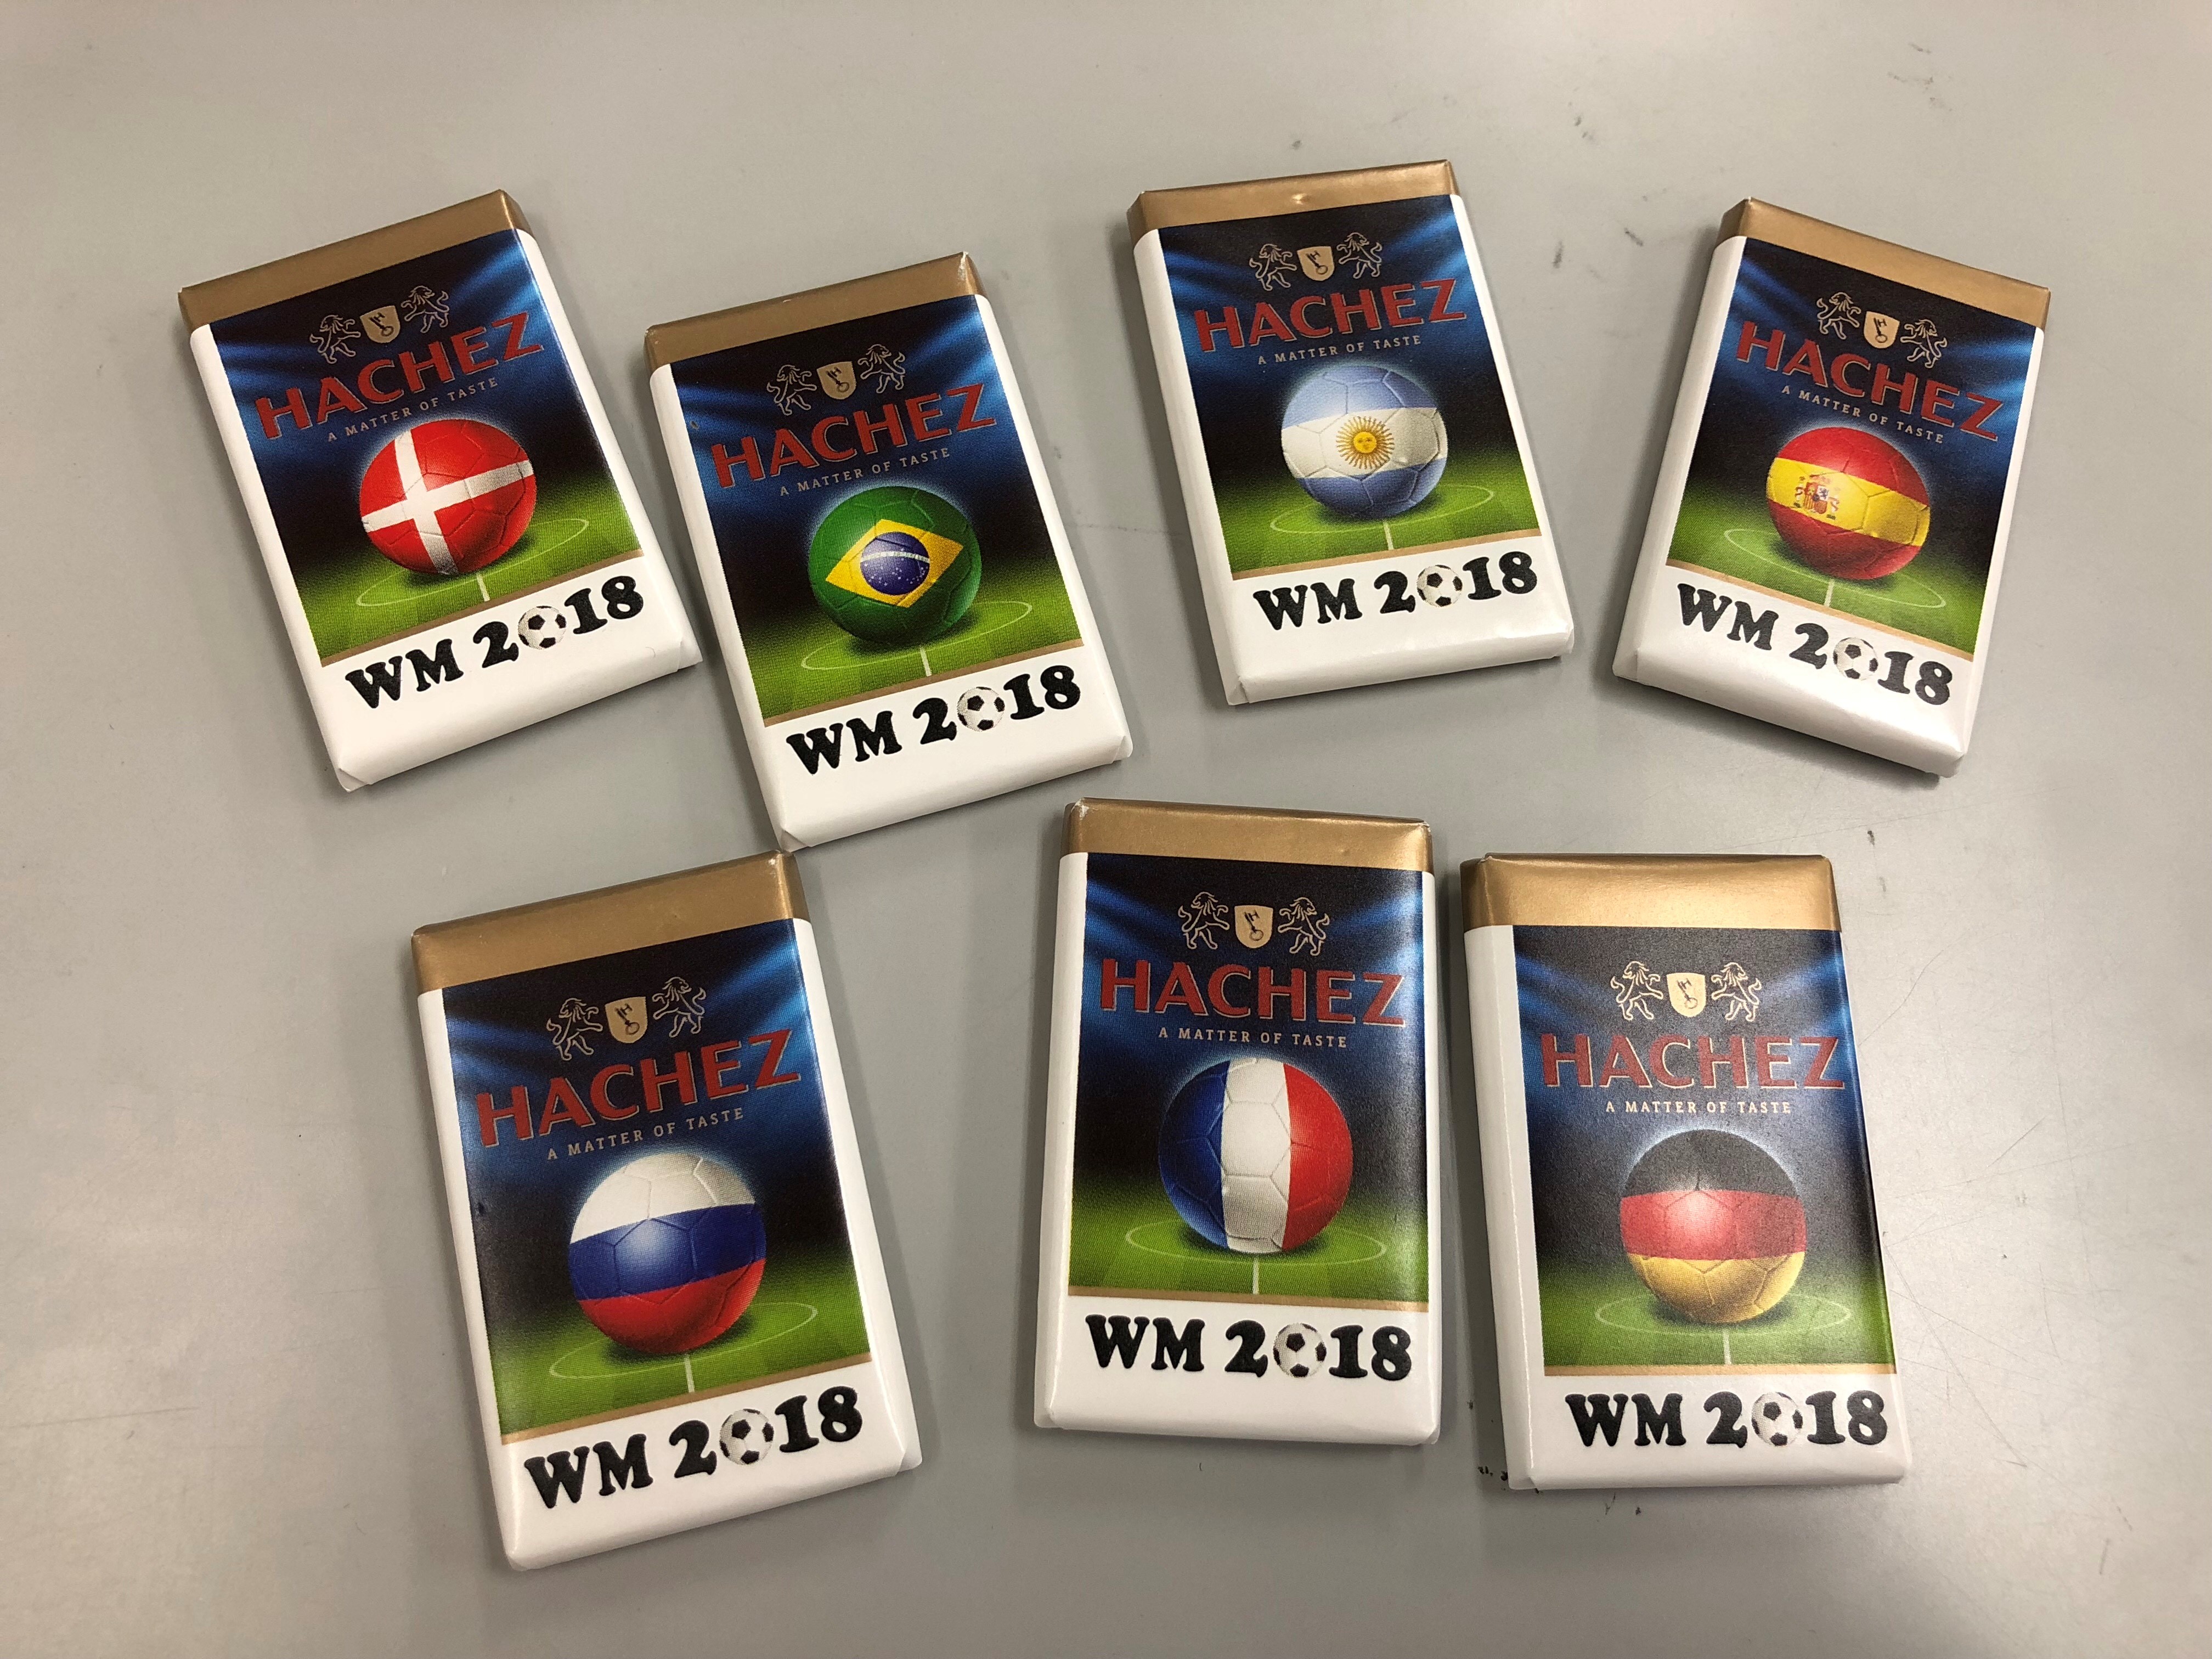 HACHEZ
A MATTER OF TASTE
WM 2018
HACHEZ
A MATTER OF TASTE
WM 2018
HACHEZ
A MATTER OF TASTE
WM 2018
HACHEZ
A MATTER OF TASTE
WM 2018
HACHEZ
A MATTER OF TASTE
WM 2018
HACHEZ
A MATTER OF TASTE
WM 2018
HACHEZ
A MATTER OF TASTE
WM 2018